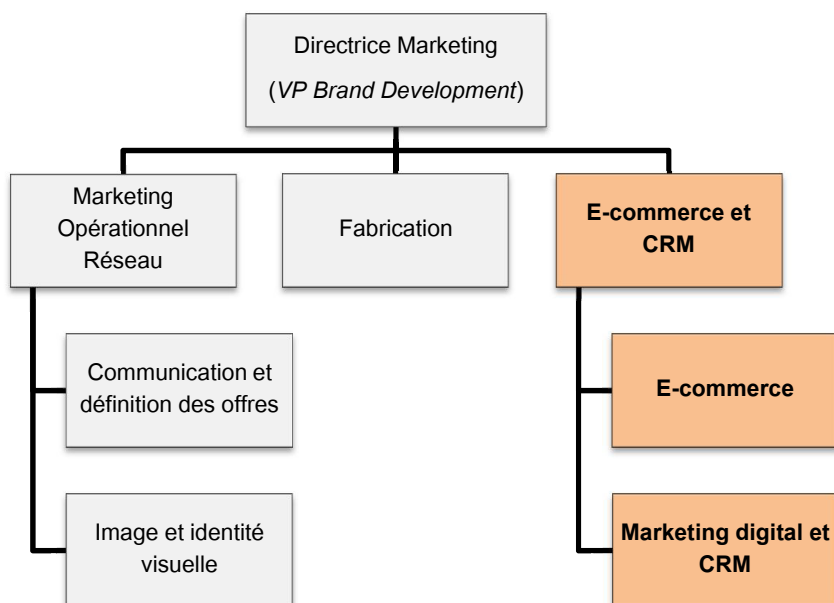 Directrice Marketing
(VP Brand Development)
Marketing
Opérationnel
Réseau
Fabrication
E-commerce et
CRM
Communication et
définition des offres
E-commerce
Image et identité
visuelle
Marketing digital et
CRM